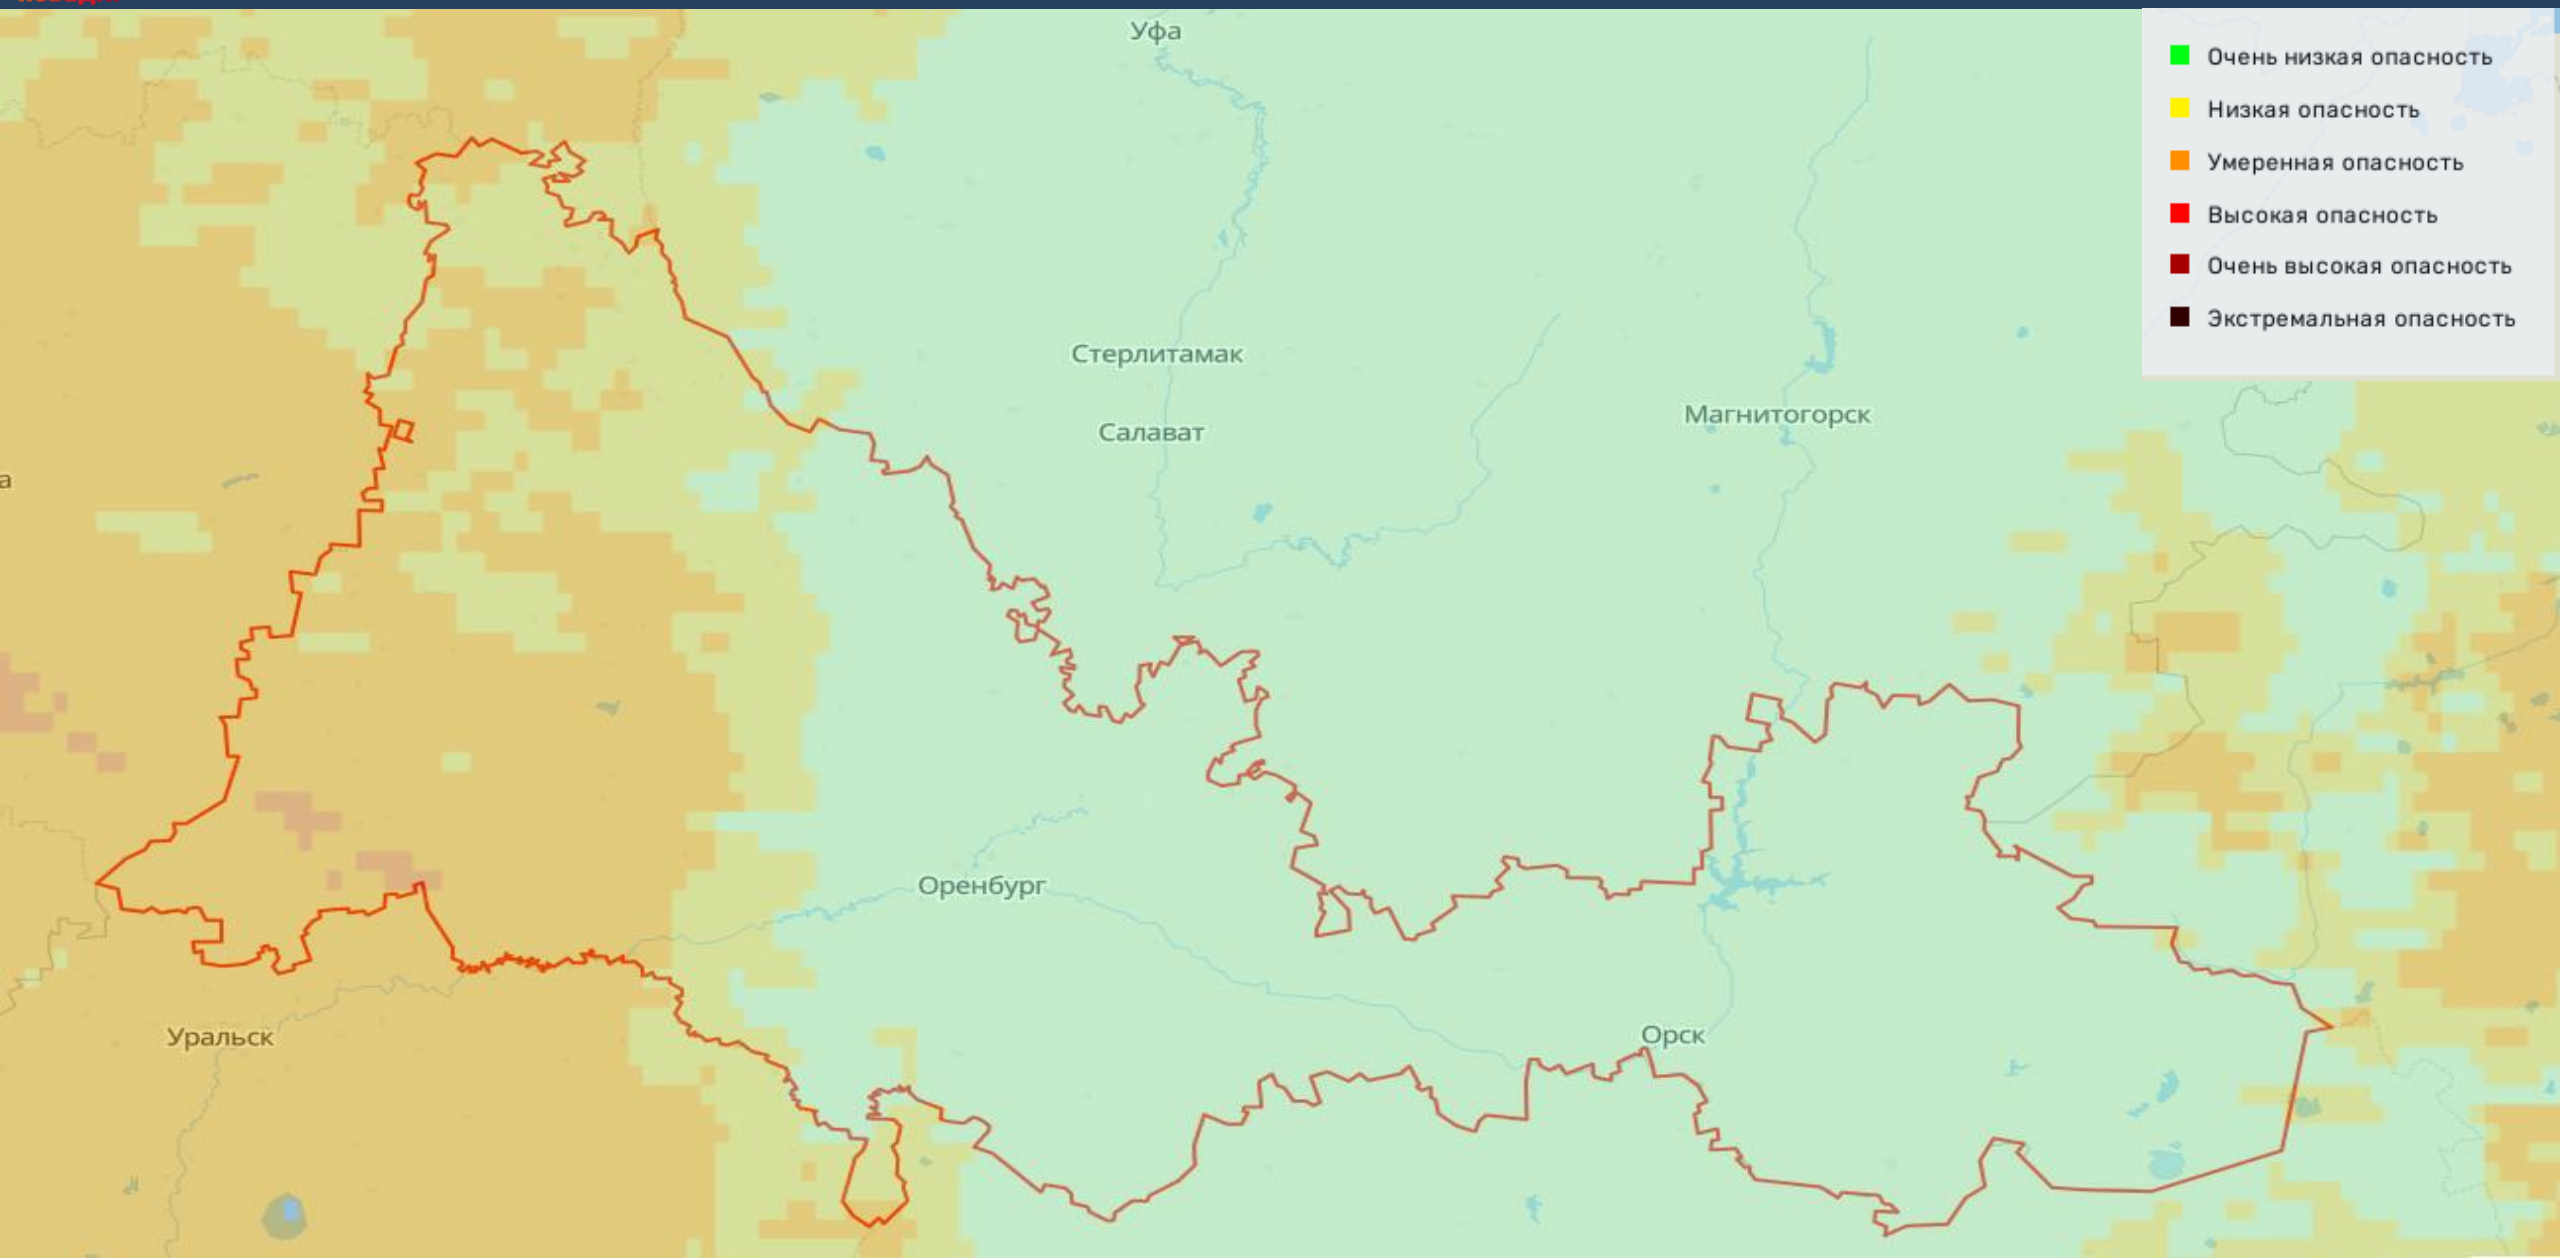 Уфа
Стерлитамак
Салават
Магнитогорск
а
Оренбург
Уральск
Орск
Очень низкая опасность
Низкая опасность
Умеренная опасность
Высокая опасность
Очень высокая опасность
Экстремальная опасность